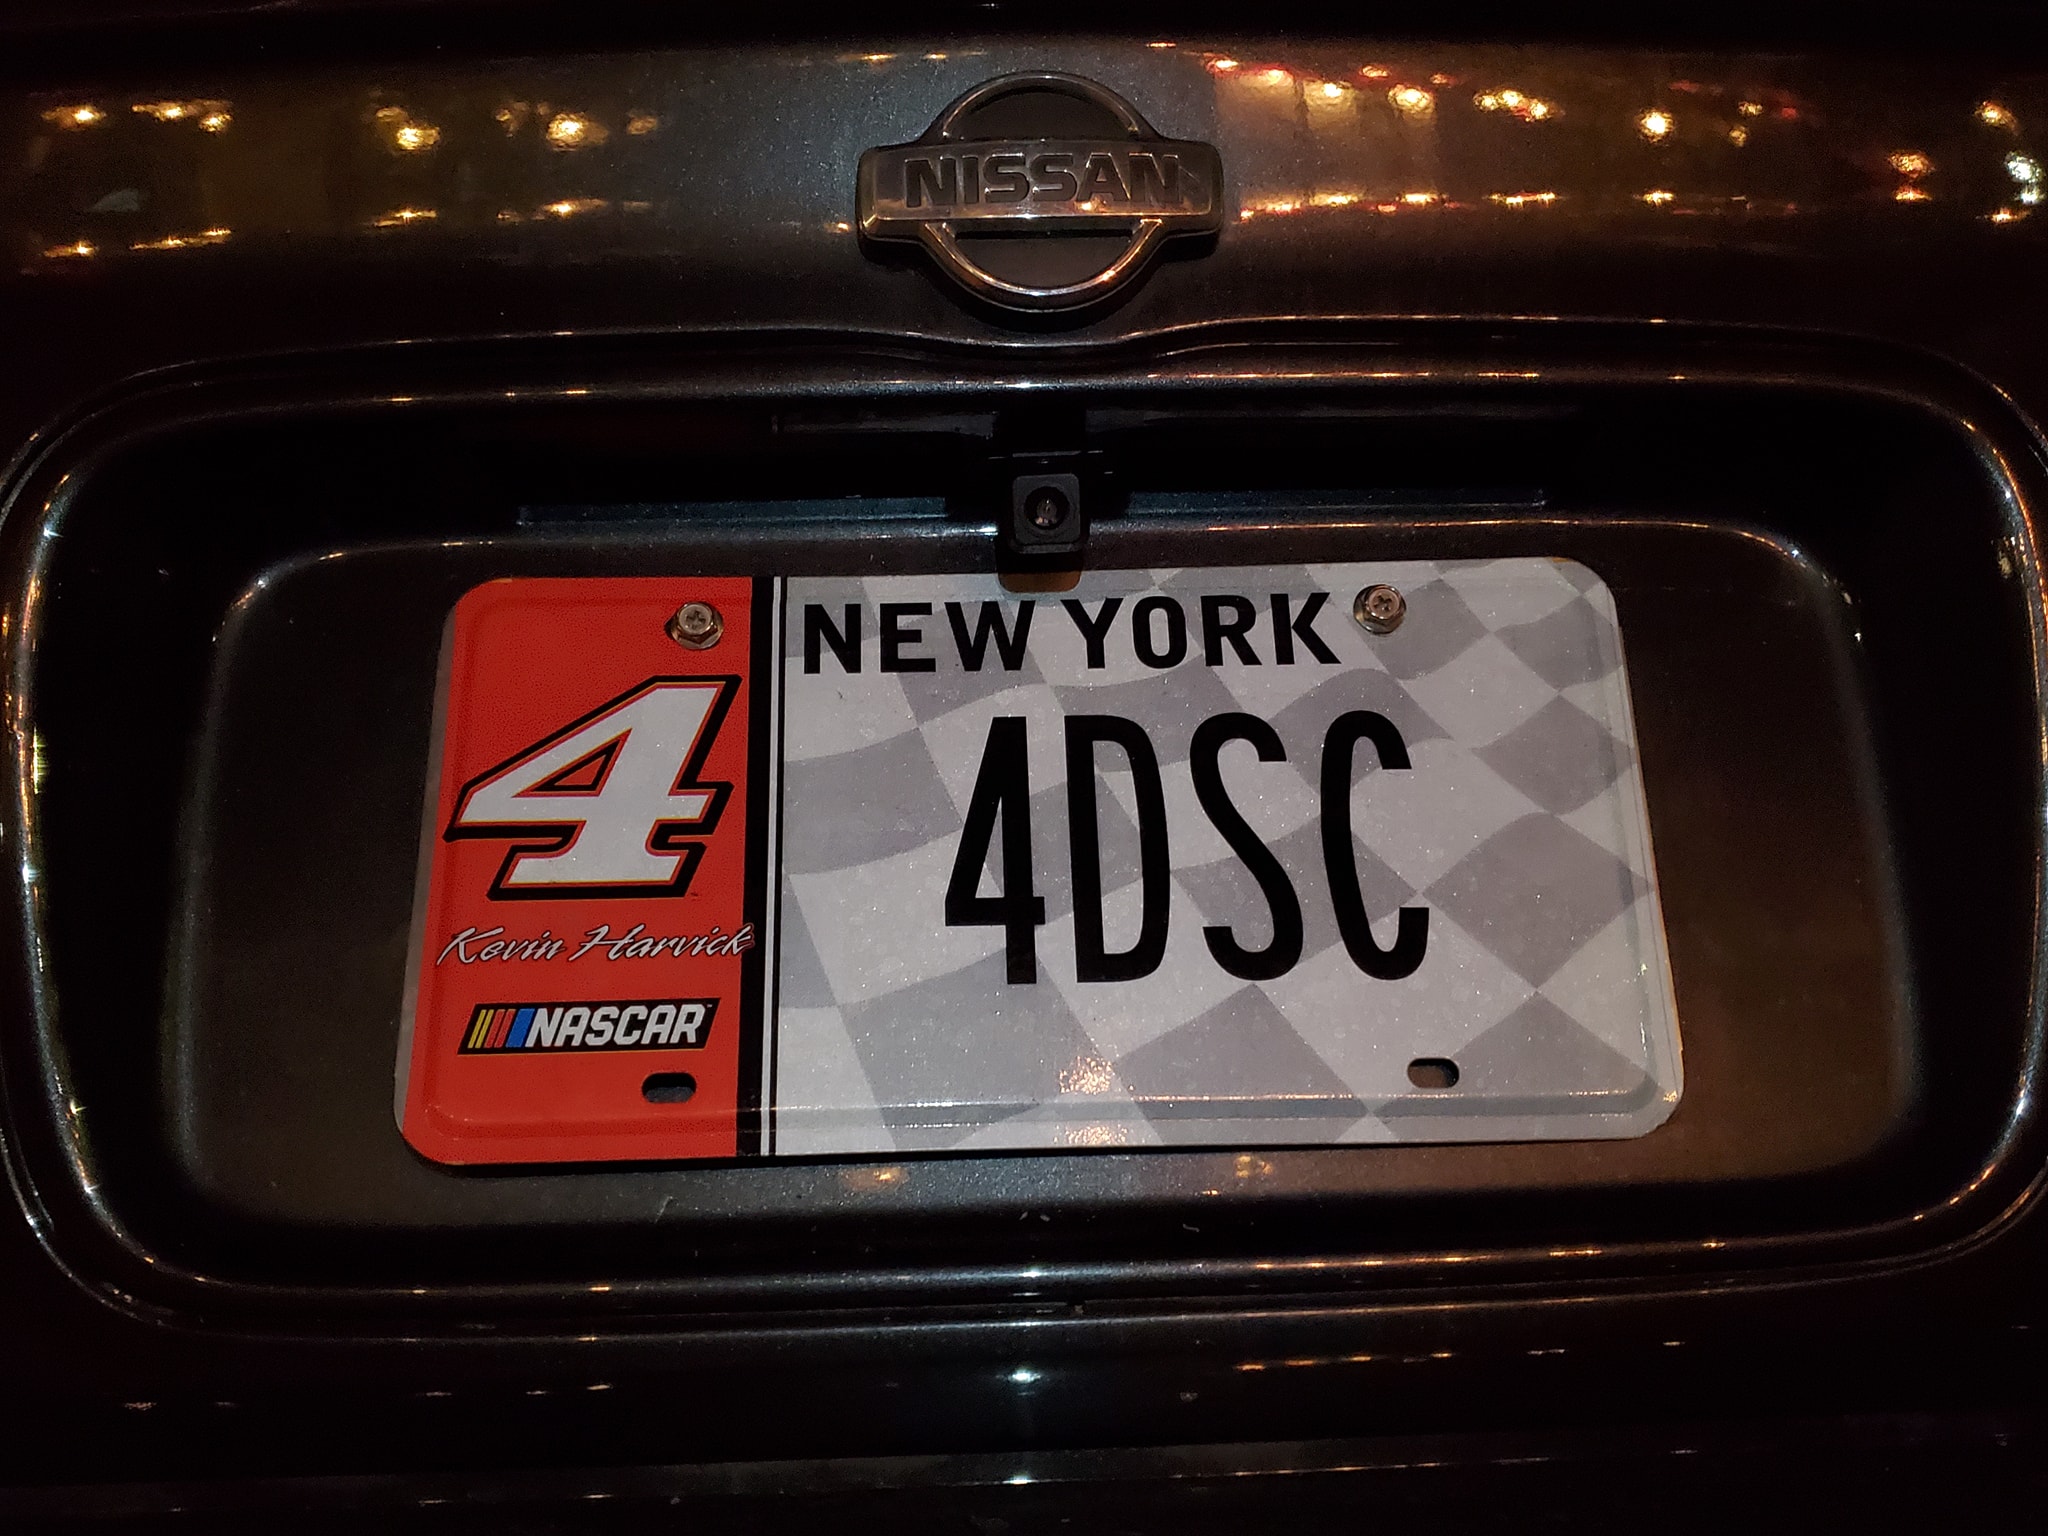 NISSAN
NEW YORK
4
4DSC
Kevin Harvick
NASCAR